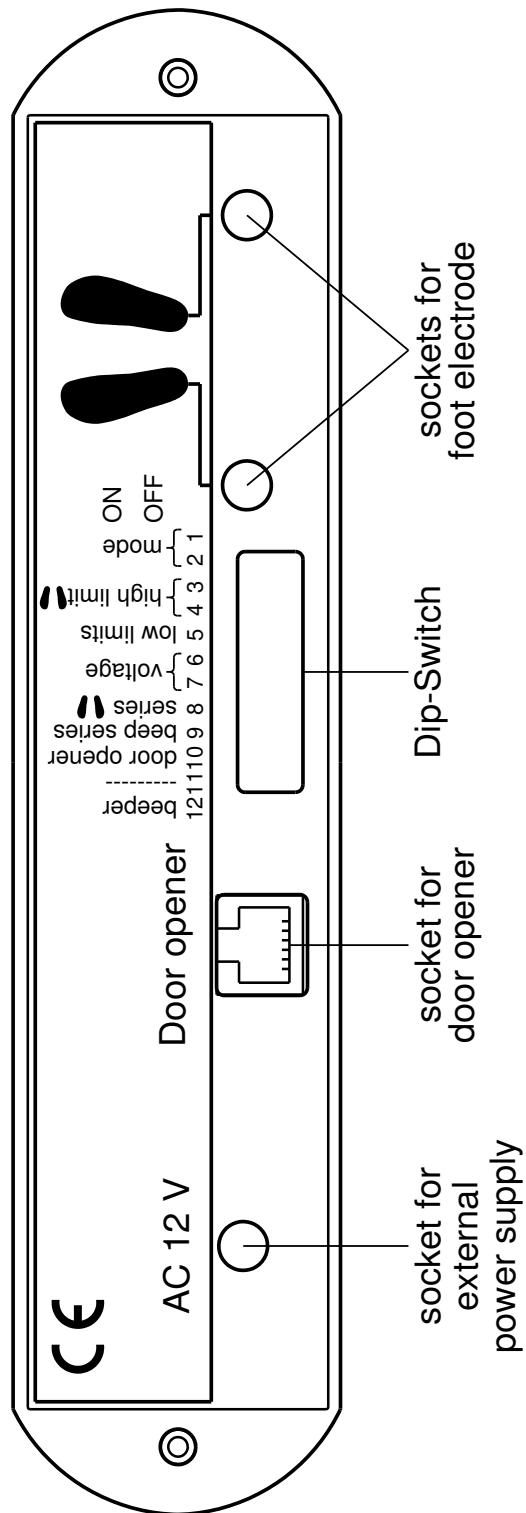 CE
AC 12 V
Door opener
beeper
---------
door opener
beep series
series
voltage
low limits
high limit
mode
12 11 10 9 8 7 6 5 4 3 2 1
ON
OFF
socket for
external
power supply
socket for
door opener
Dip-Switch
sockets for
foot electrode